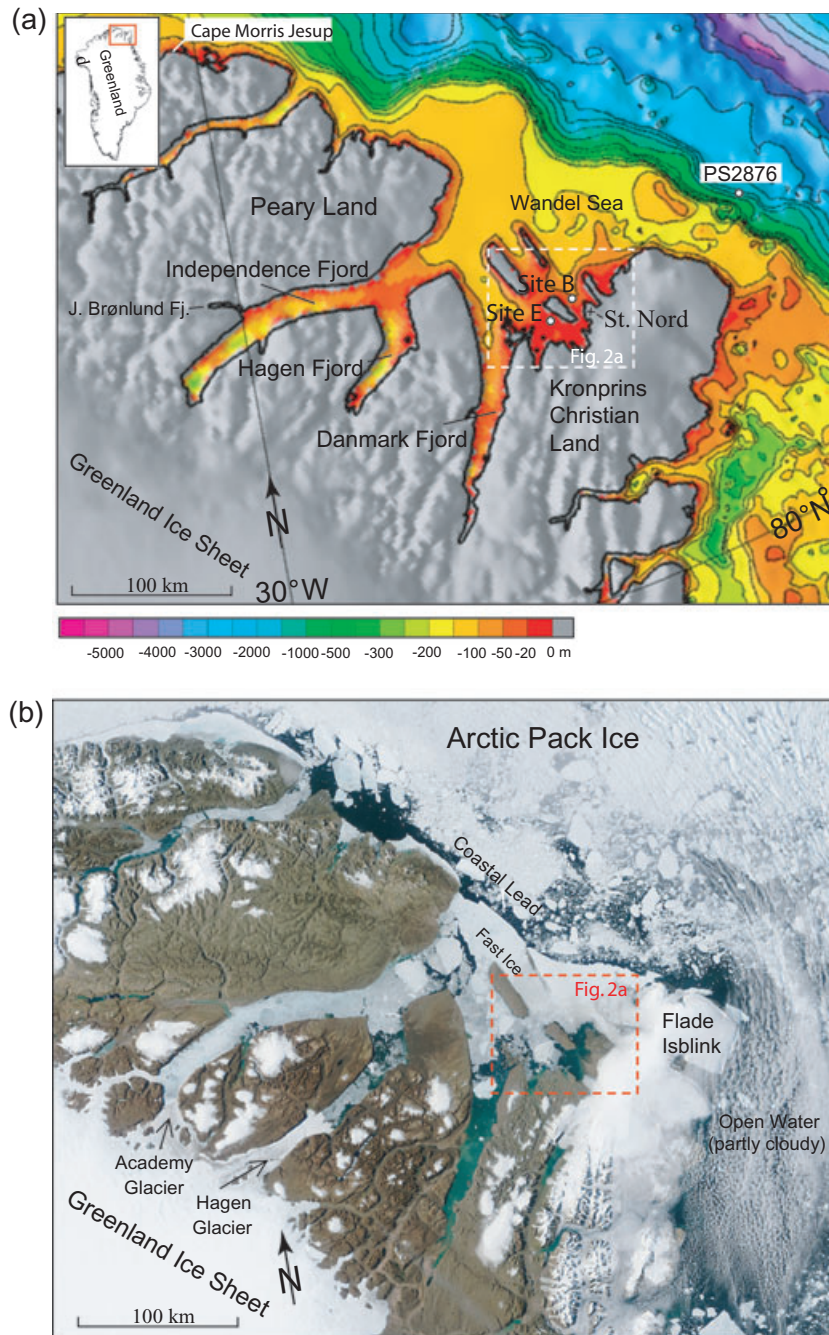 (a)
Cape Morris Jesup
Greenland
PS2876
Peary Land
Wandel Sea
Independence Fjord
Site B
J. Brønlund Fj.
Site E
St. Nord
Fig. 2a
Hagen Fjord
Kronprins
Christian
Land
Danmark Fjord
Greenland Ice Sheet
N
80°N
100 km
30°W
-5000 -4000 -3000 -2000 -1000 -500 -300 -200 -100 -50 -20 0 m
(b)
Arctic Pack Ice
Coastal Lead
Fast Ice
Fig. 2a
Flade
Isblink
Open Water
(partly cloudy)
Academy
Glacier
Hagen
Glacier
Greenland Ice Sheet
N
100 km